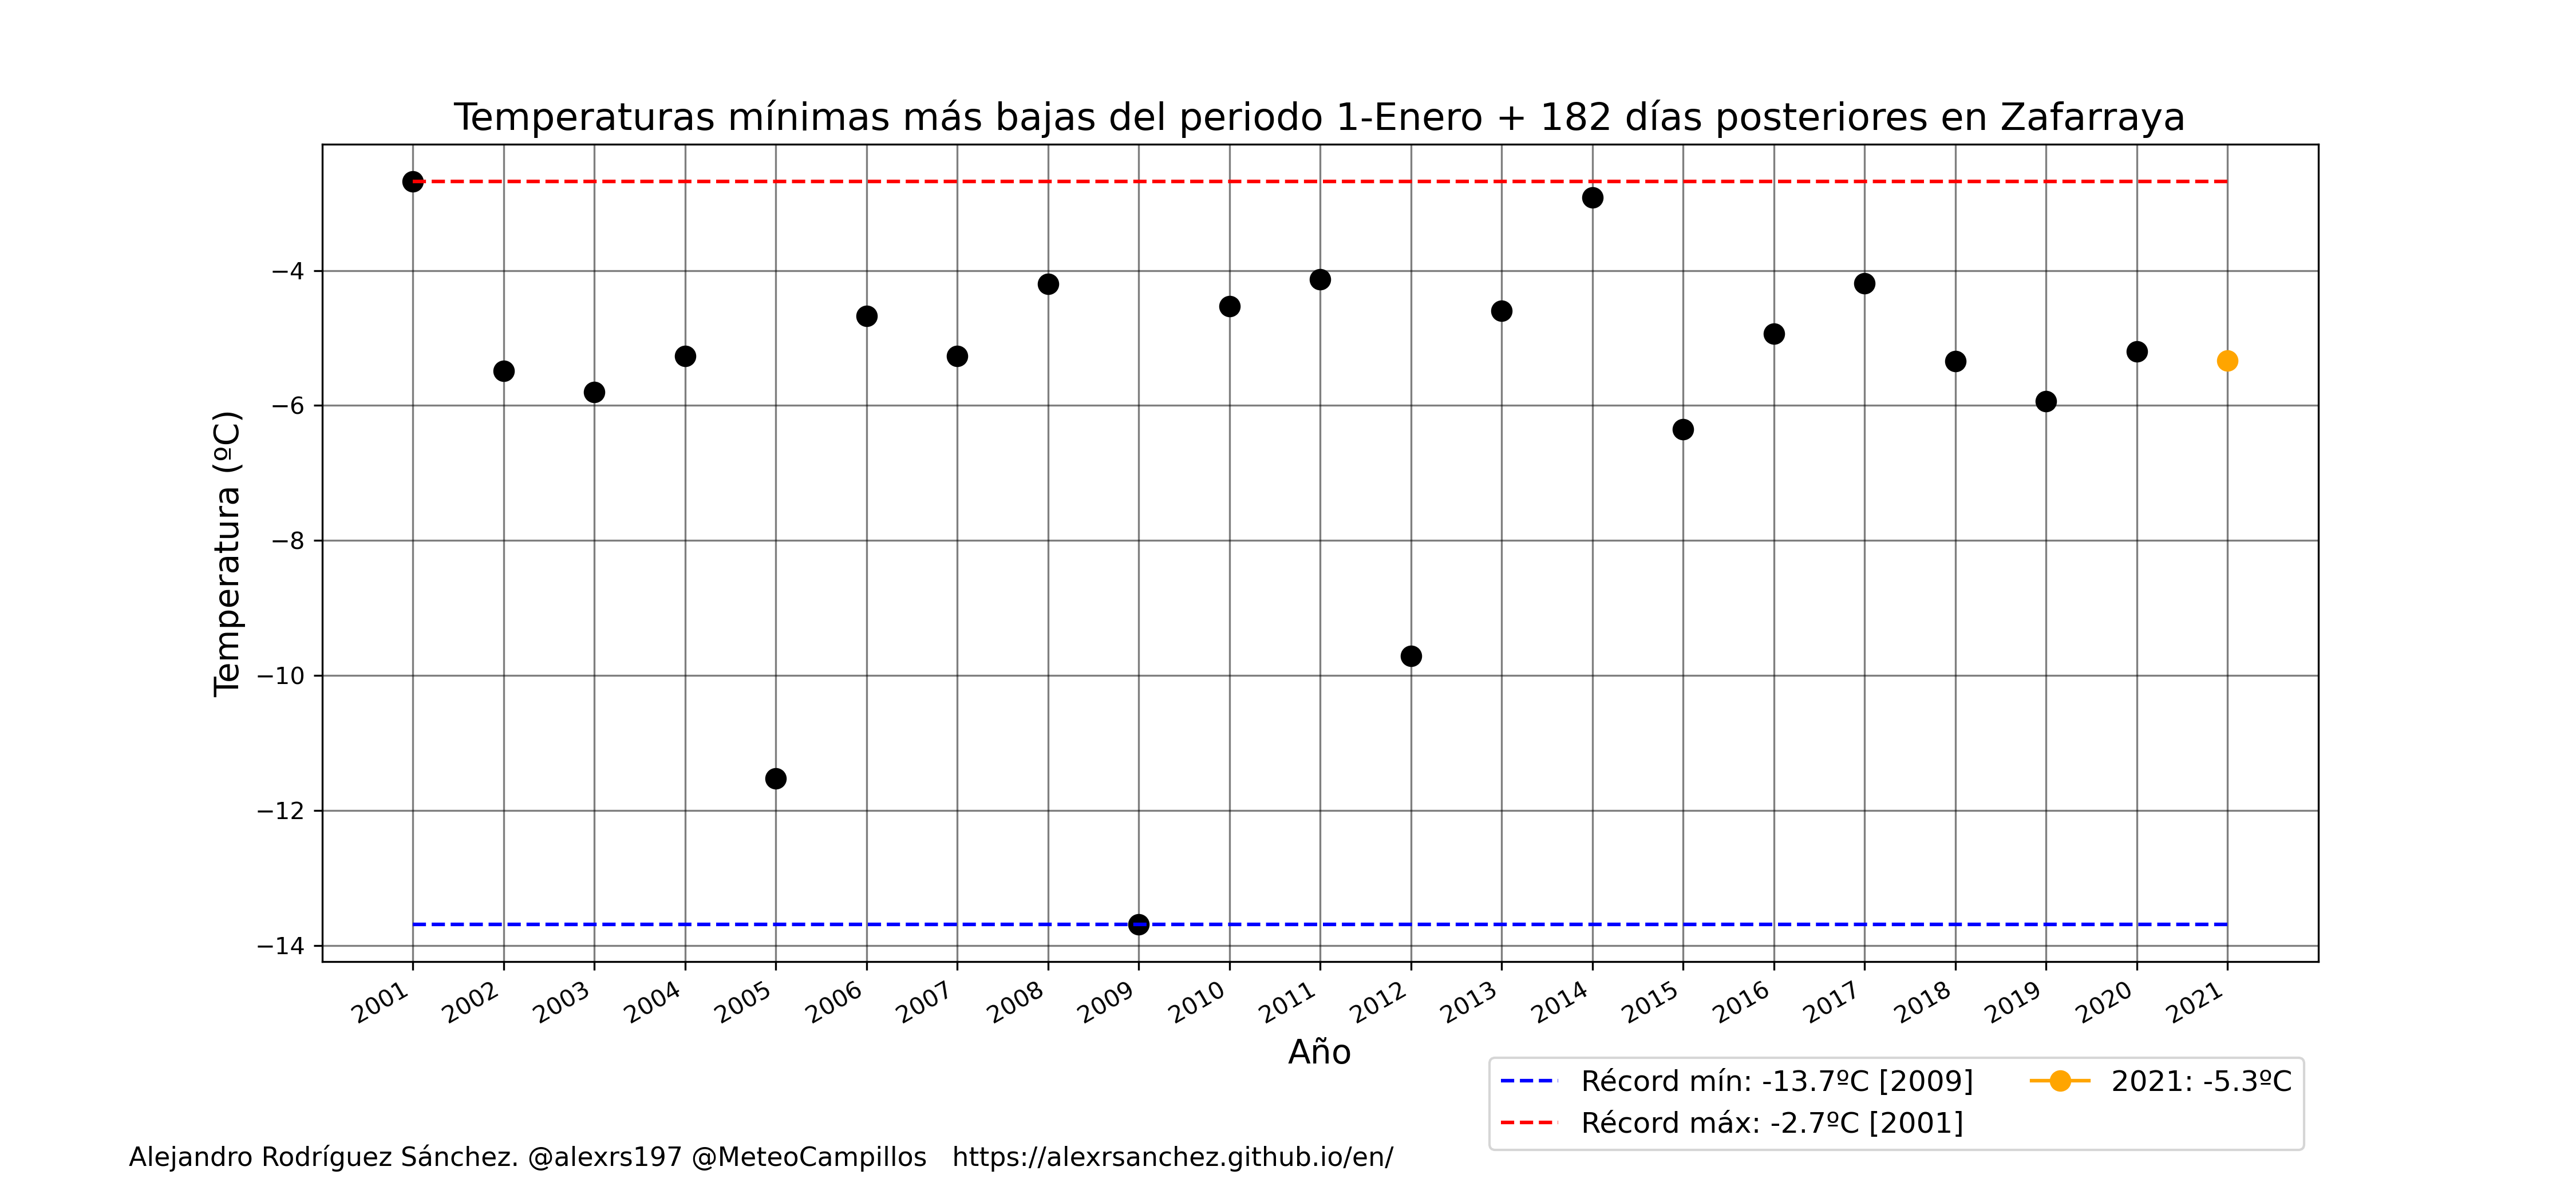 Temperaturas mínimas más bajas del periodo 1-Enero + 182 días posteriores en Zafarraya
Temperatura (ºC)
−4
−6
−8
−10
−12
−14
2001 2002 2003 2004 2005 2006 2007 2008 2009 2010 2011 2012 2013 2014 2015 2016 2017 2018 2019 2020 2021
Año
Récord mín: -13.7ºC [2009]
Récord máx: -2.7ºC [2001]
2021: -5.3ºC
Alejandro Rodríguez Sánchez. @alexrs197 @MeteoCampillos https://alexrsanchez.github.io/en/